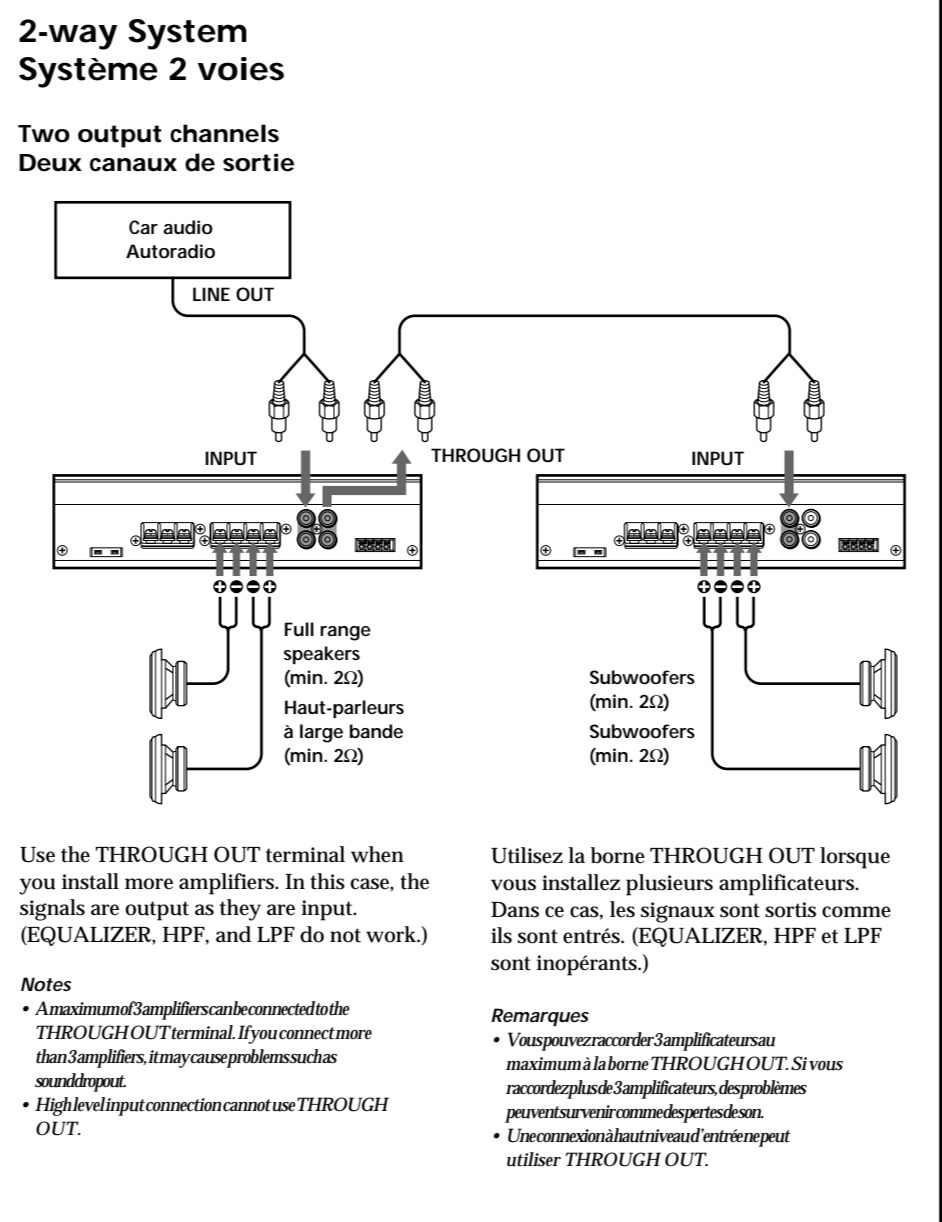 2-way System
Système 2 voies
Two output channels
Deux canaux de sortie
Car audio
Autoradio
LINE OUT
INPUT
THROUGH OUT
INPUT
Full range
speakers
(min. 2Ω)
Haut-parleurs
à large bande
(min. 2Ω)
Subwoofers
(min. 2Ω)
Subwoofers
(min. 2Ω)
Use the THROUGH OUT terminal when
you install more amplifiers. In this case, the
signals are output as they are input.
(EQUALIZER, HPF, and LPF do not work.)
Notes
• A maximum of 3 amplifiers can be connected to the
THROUGH OUT terminal. If you connect more
than 3 amplifiers, it may cause problems such as
sound dropout.
• High level input connection cannot use THROUGH
OUT.
Utilisez la borne THROUGH OUT lorsque
vous installez plusieurs amplificateurs.
Dans ce cas, les signaux sont sortis comme
ils sont entrés. (EQUALIZER, HPF et LPF
sont inopérants.)
Remarques
• Vous pouvez raccorder 3 amplificateurs au
maximum à la borne THROUGH OUT. Si vous
raccordez plus de 3 amplificateurs, des problèmes
peuvent survenir comme des pertes de son.
• Une connexion à haut niveau d'entrée ne peut
utiliser THROUGH OUT.